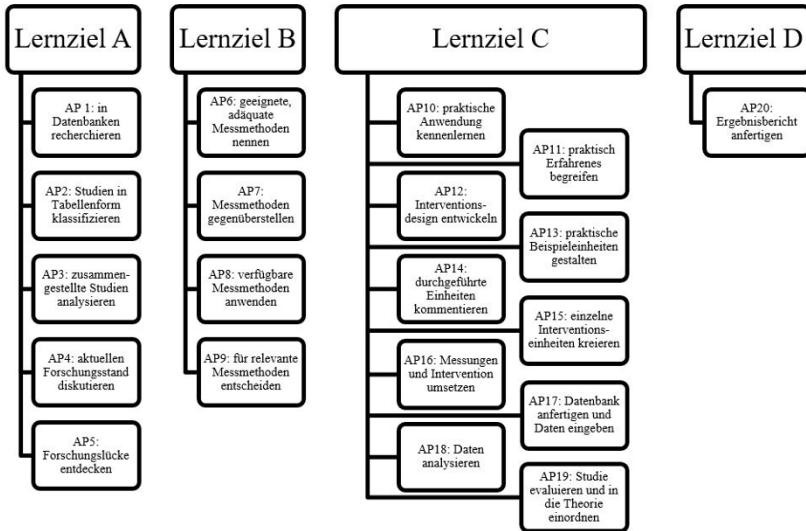 Lernziel A
AP 1: in
Datenbanken
recherchieren
AP2: Studien in
Tabellenform
klassifizieren
AP3: zusammen-
gestellte Studien
analysieren
AP4: aktuellen
Forschungsstand
diskutieren
AP5:
Forschungslücke
entdecken
Lernziel B
AP6: geeignete,
adäquate
Messmethoden
nennen
AP7:
Messmethoden
gegenüberstellen
AP8: verfügbare
Messmethoden
anwenden
AP9: für relevante
Messmethoden
entscheiden
Lernziel C
AP10: praktische
Anwendung
kennenlernen
AP11: praktisch
Erfahrenes
begreifen
AP12:
Interventions-
design entwickeln
AP13: praktische
Beispieleinheiten
gestalten
AP14:
durchgeführte
Einheiten
kommentieren
AP15: einzelne
Interventions-
einheiten kreieren
AP16: Messungen
und Intervention
umsetzen
AP17: Datenbank
anfertigen und
Daten eingeben
AP18: Daten
analysieren
AP19: Studie
evaluieren und in
die Theorie
einordnen
Lernziel D
AP20:
Ergebnisbericht
anfertigen